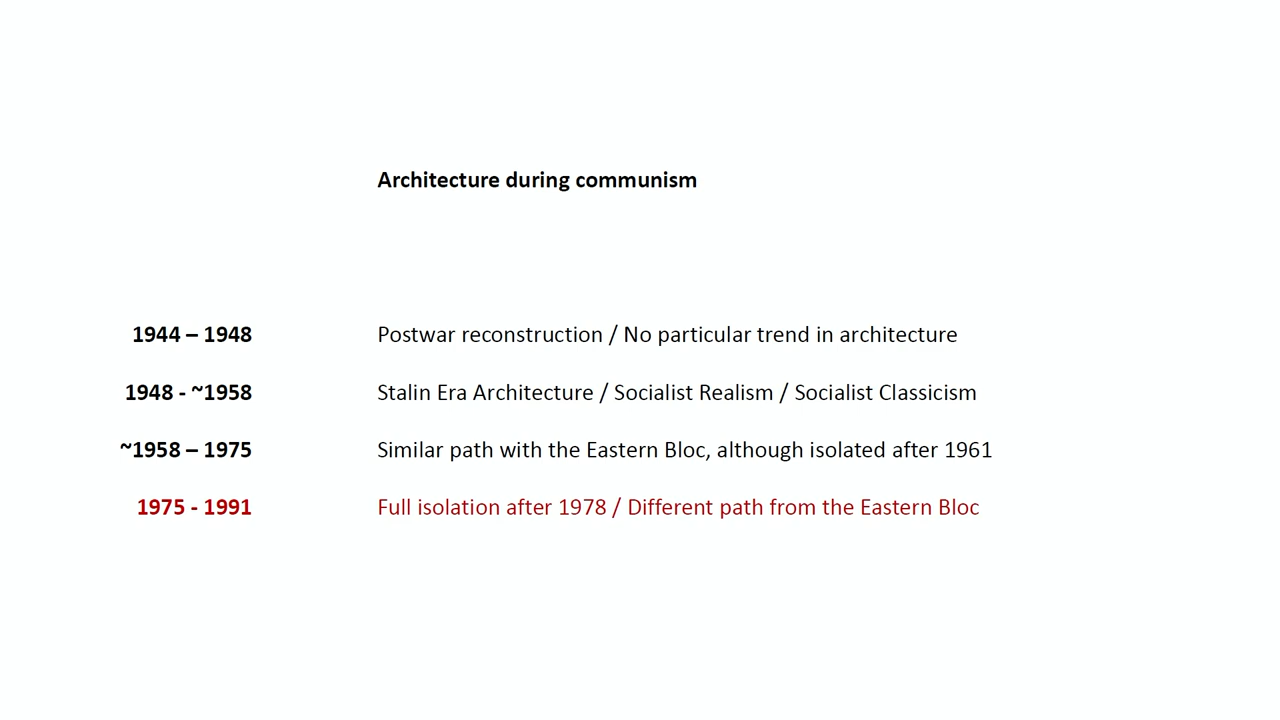 Architecture during communism
1944 – 1948 Postwar reconstruction / No particular trend in architecture
1948 - ~1958 Stalin Era Architecture / Socialist Realism / Socialist Classicism
~1958 – 1975 Similar path with the Eastern Bloc, although isolated after 1961
1975 - 1991 Full isolation after 1978 / Different path from the Eastern Bloc